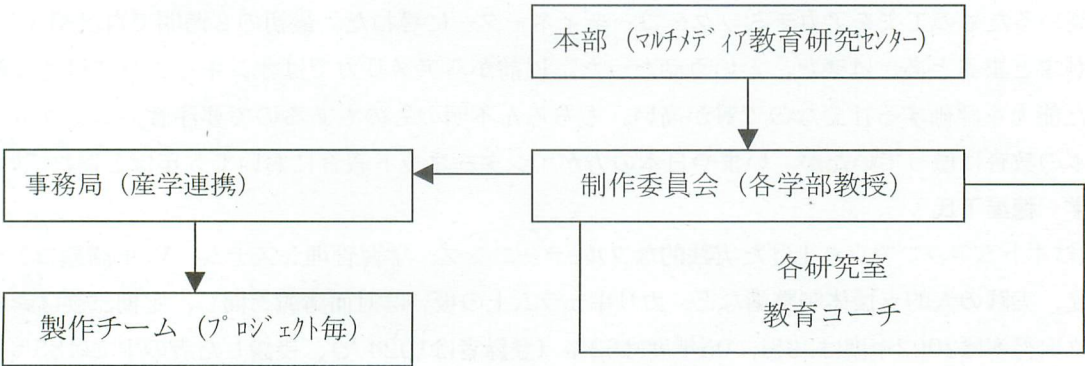 本部（ﾏﾙﾁﾒﾃﾞｨｱ教育研究ｾﾝﾀｰ）
事務局（産学連携）
制作委員会（各学部教授）
各研究室
教育コーチ
製作チーム（ﾌﾟﾛｼﾞｪｸﾄ毎）